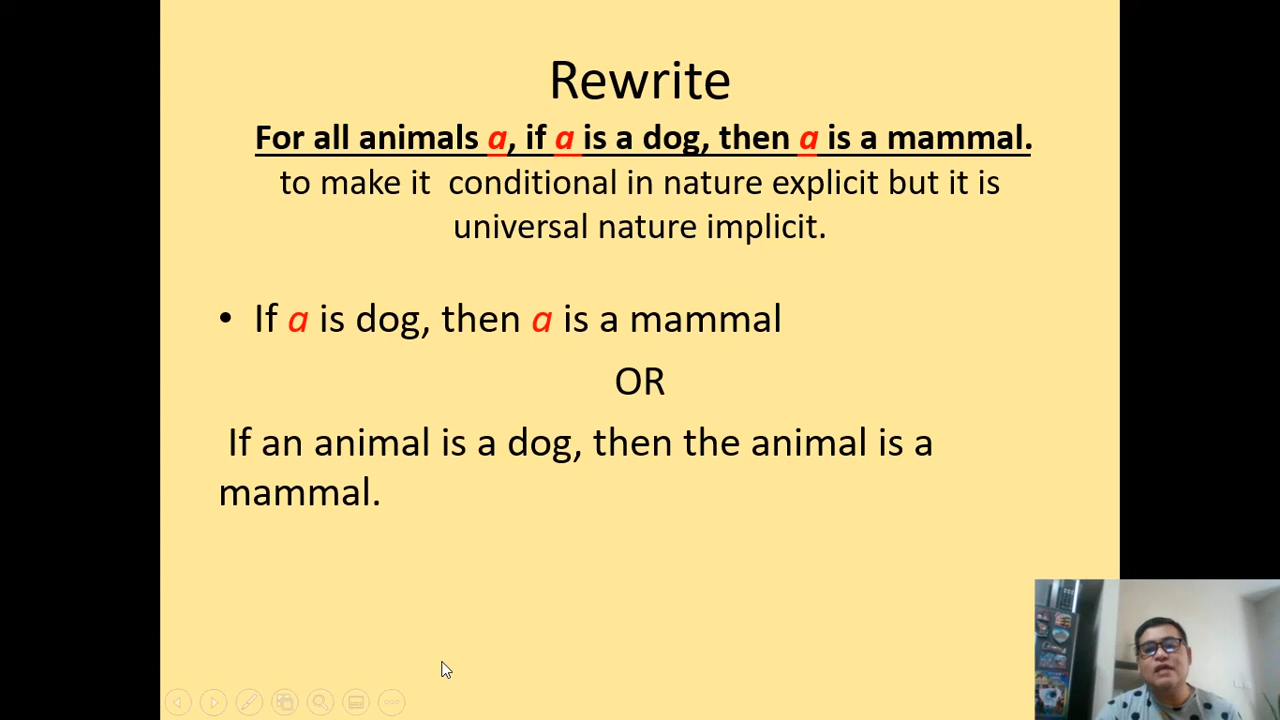 Rewrite
For all animals a, if a is a dog, then a is a mammal.
to make it conditional in nature explicit but it is
universal nature implicit.
• If a is dog, then a is a mammal
OR
If an animal is a dog, then the animal is a
mammal.